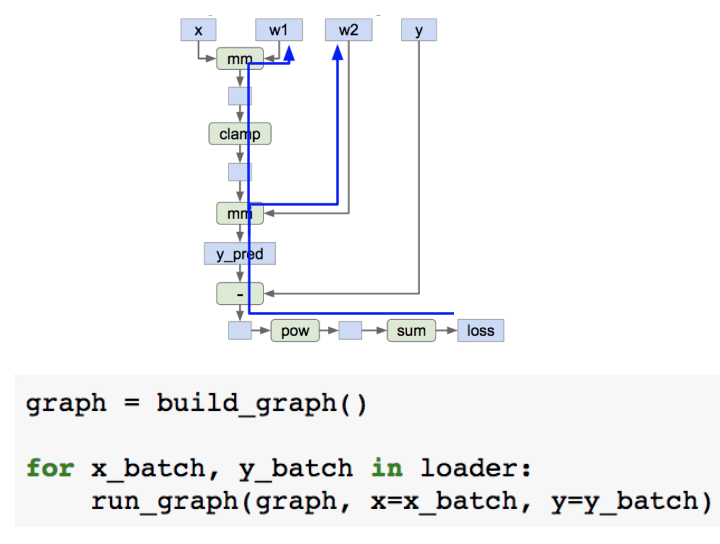 x w1 w2 y
mm
clamp
mm
y_pred
-
pow sum loss
graph = build_graph()
for x_batch, y_batch in loader:
    run_graph(graph, x=x_batch, y=y_batch)